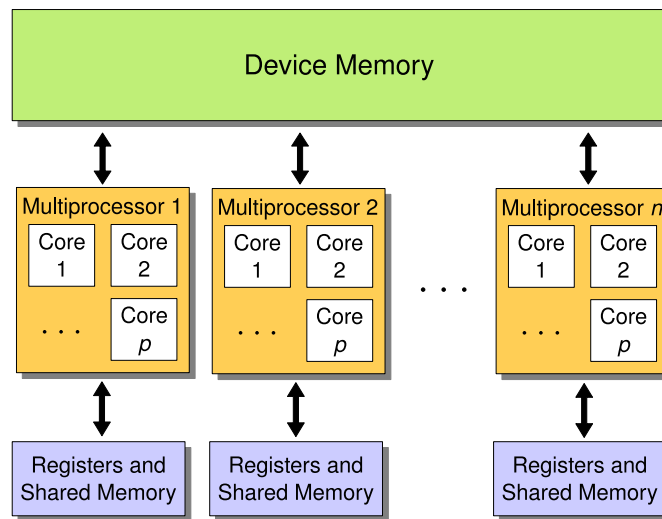 Device Memory
Multiprocessor 1
Core
1
Core
2
. . .
Core
p
Multiprocessor 2
Core
1
Core
2
. . .
Core
p
. . .
Multiprocessor n
Core
1
Core
2
. . .
Core
p
Registers and
Shared Memory
Registers and
Shared Memory
Registers and
Shared Memory